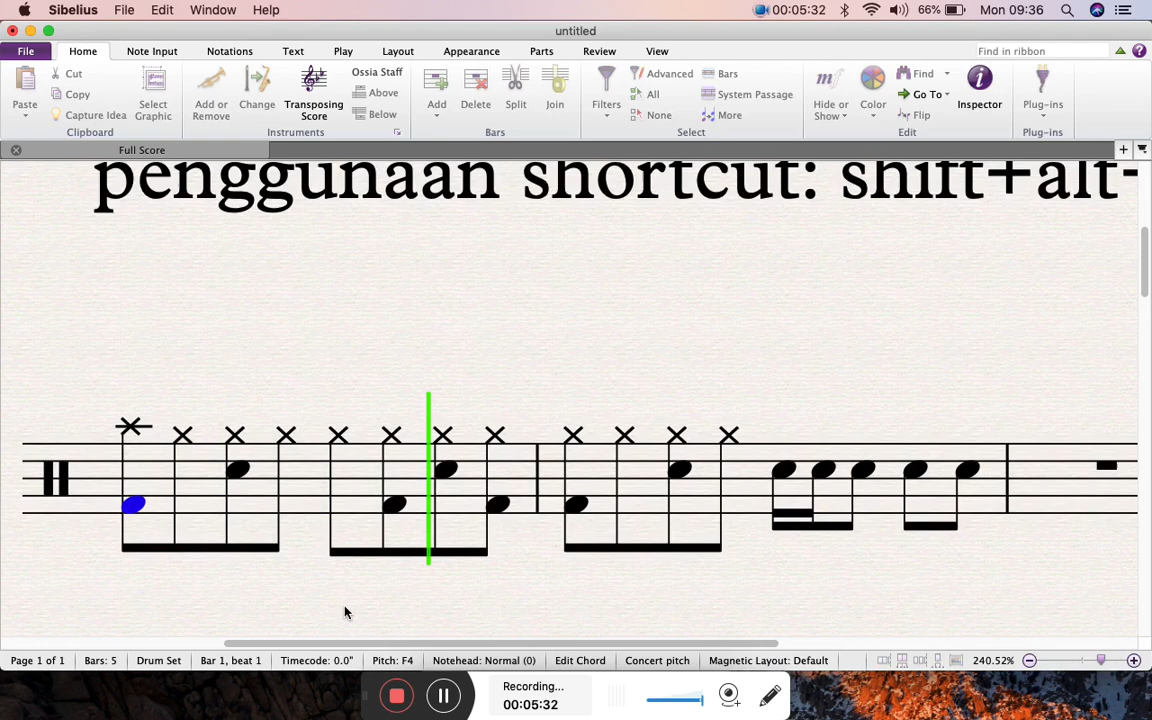 Sibelius File Edit Window Help 00:05:32 66% Mon 09:36
untitled
File Home Note Input Notations Text Play Layout Appearance Parts Review View Find in ribbon
Paste Cut Copy Capture Idea Select Graphic
Clipboard
Add or Remove Change Transposing Score Ossia Staff Above Below
Instruments
Add Delete Split Join
Bars
Filters Advanced All None Bars System Passage More
Select
Hide or Show Color Find Go To Flip Inspector
Edit
Plug-ins
Plug-ins
Full Score
penggunaan shortcut: shift+alt-
Page 1 of 1 Bars: 5 Drum Set Bar 1, beat 1 Timecode: 0.0" Pitch: F4 Notehead: Normal (0) Edit Chord Concert pitch Magnetic Layout: Default 240.52%
Recording...
00:05:32